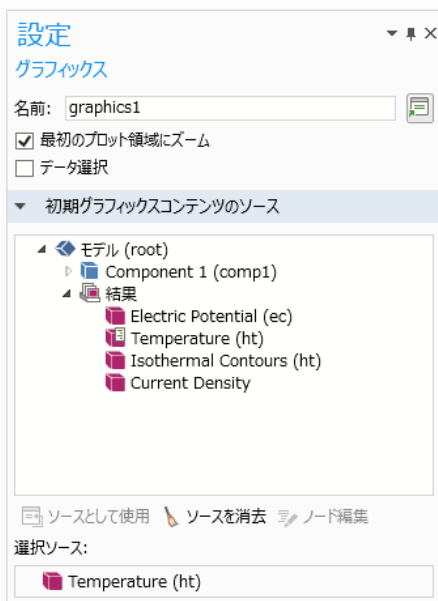 設定
グラフィックス
名前: graphics1
最初のプロット領域にズーム
データ選択
初期グラフィックスコンテンツのソース
モデル (root)
Component 1 (comp1)
結果
Electric Potential (ec)
Temperature (ht)
Isothermal Contours (ht)
Current Density
ソースとして使用 ソースを消去 ノード編集
選択ソース:
Temperature (ht)